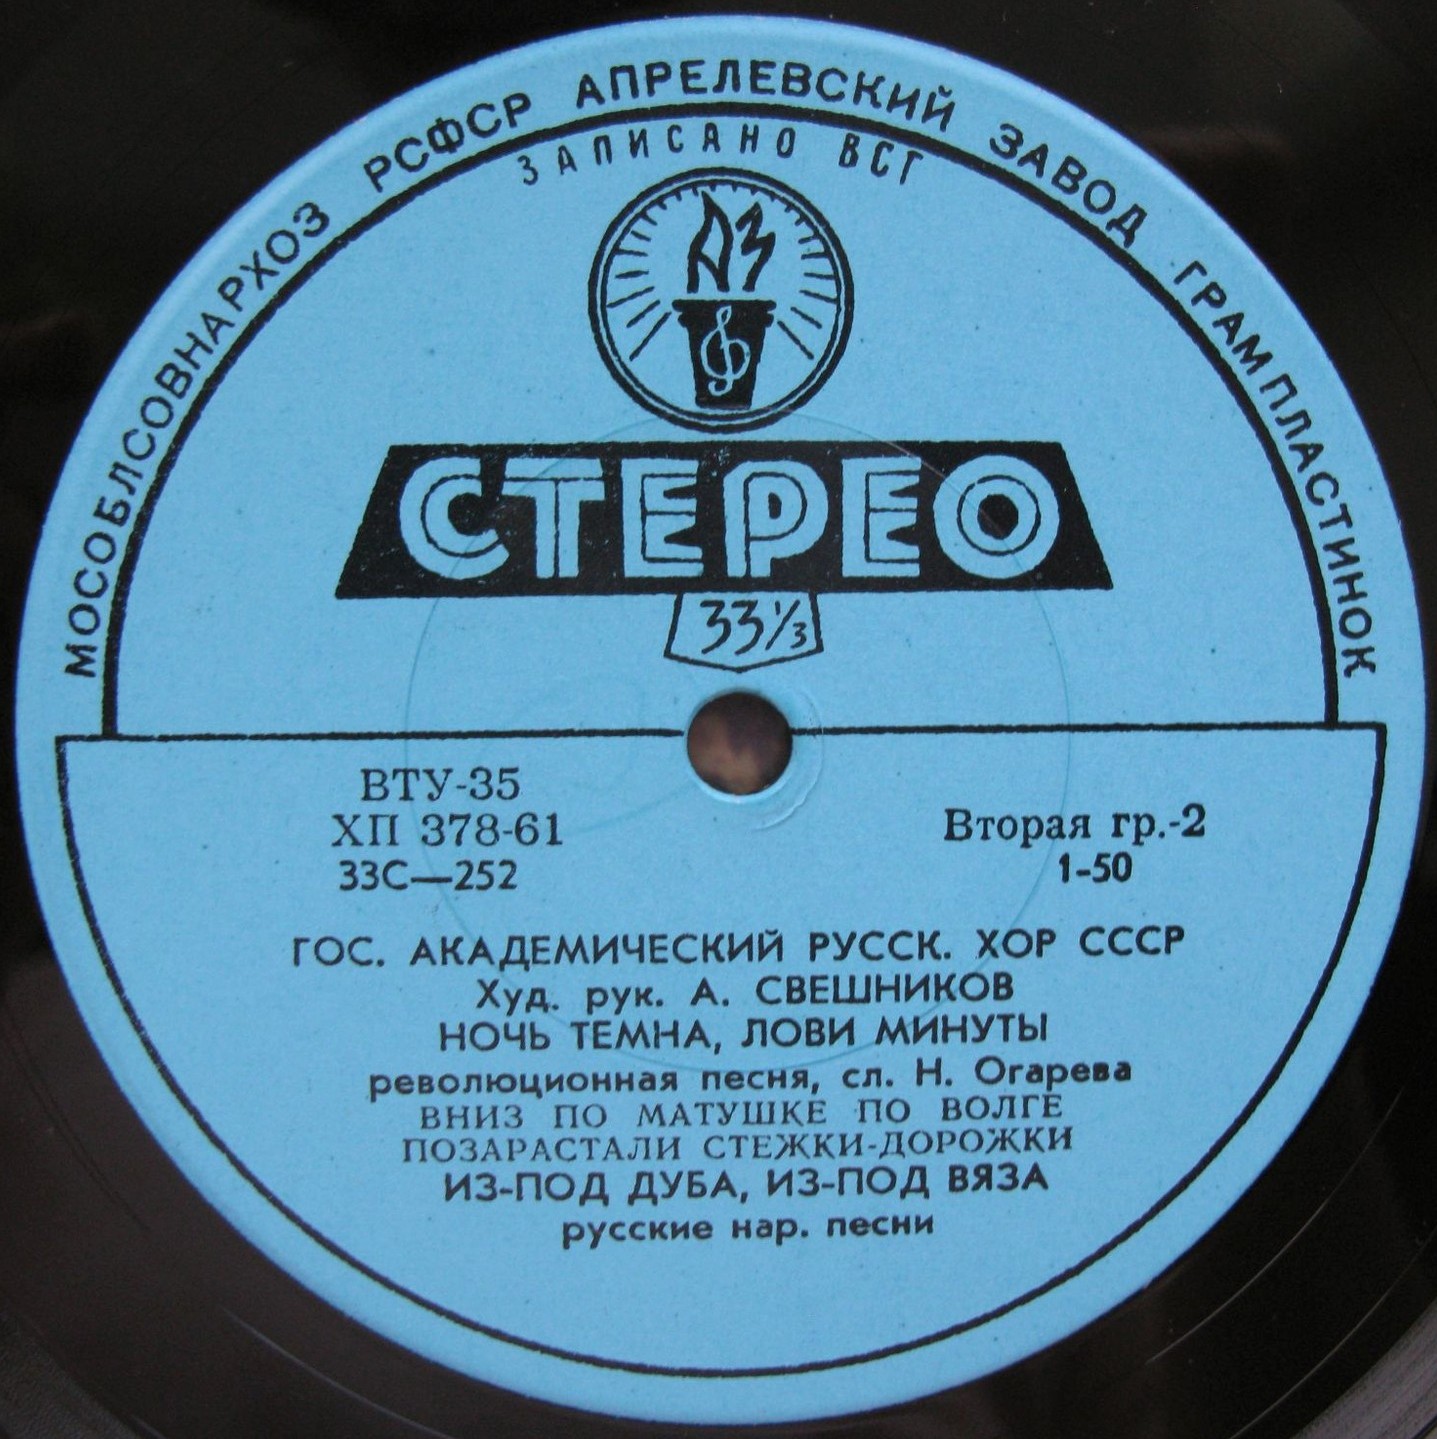 МОСОБЛСОВНАРХОЗ РСФСР АПРЕЛЕВСКИЙ ЗАВОД ГРАМПЛАСТИНОК
ЗАПИСАНО ВСГ
АЗ
СТЕРЕО
33⅓
ВТУ-35
ХП 378-61
33С—252
Вторая гр.-2
1-50
ГОС. АКАДЕМИЧЕСКИЙ РУССК. ХОР СССР
Худ. рук. А. СВЕШНИКОВ
НОЧЬ ТЕМНА, ЛОВИ МИНУТЫ
революционная песня, сл. Н. Огарева
ВНИЗ ПО МАТУШКЕ ПО ВОЛГЕ
ПОЗАРАСТАЛИ СТЕЖКИ-ДОРОЖКИ
ИЗ-ПОД ДУБА, ИЗ-ПОД ВЯЗА
русские нар. песни